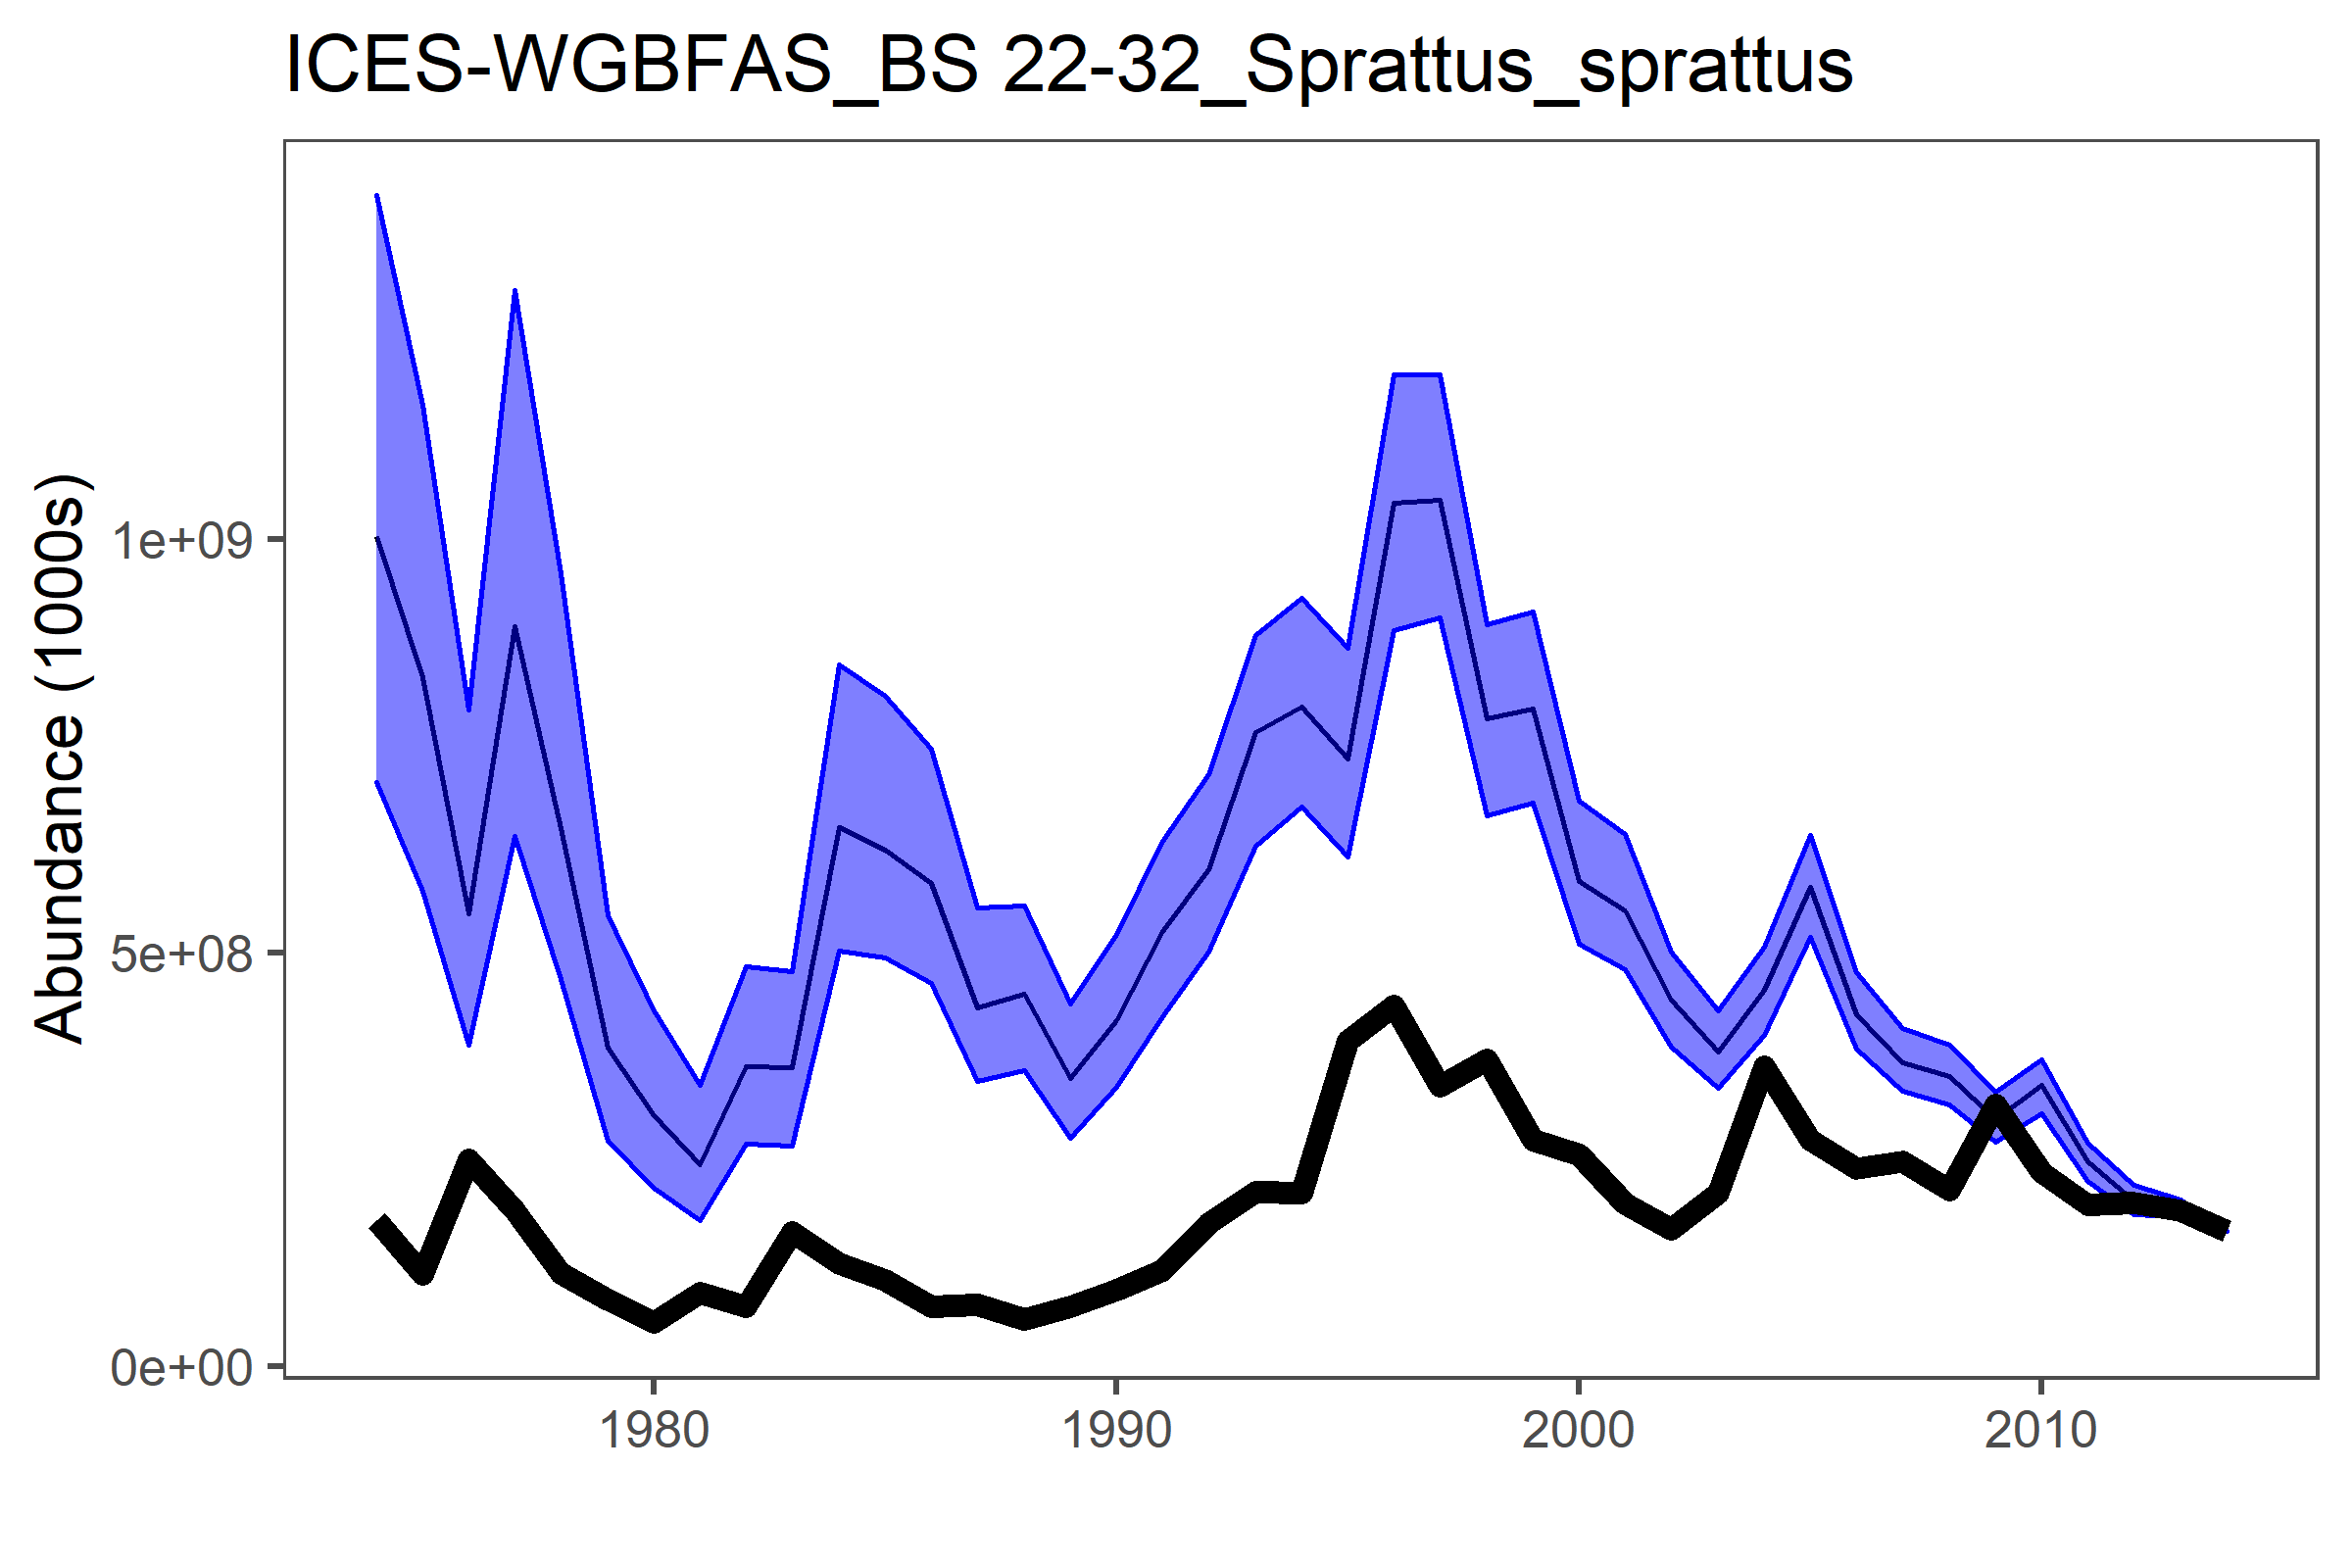 ICES-WGBFAS_BS 22-32_Sprattus_sprattus
Abundance (1000s)
1e+09
5e+08
0e+00
1980
1990
2000
2010